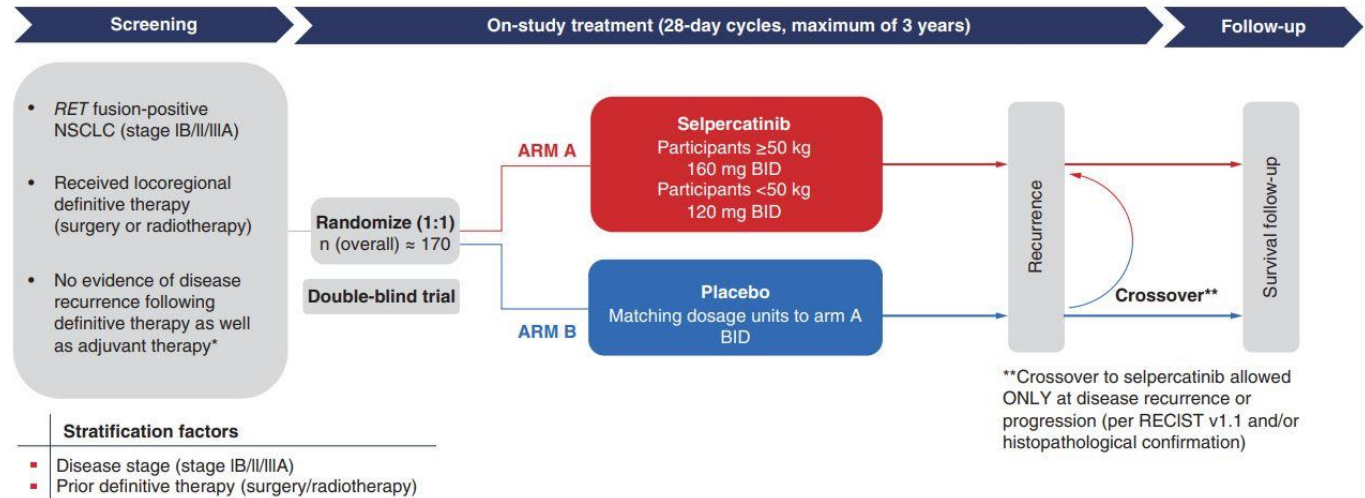 Screening
On-study treatment (28-day cycles, maximum of 3 years)
Follow-up
• RET fusion-positive
NSCLC (stage IB/II/IIIA)
• Received locoregional
definitive therapy
(surgery or radiotherapy)
• No evidence of disease
recurrence following
definitive therapy as well
as adjuvant therapy*
Randomize (1:1)
n (overall) ≈ 170
Double-blind trial
ARM A
Selpercatinib
Participants ≥50 kg
160 mg BID
Participants <50 kg
120 mg BID
ARM B
Placebo
Matching dosage units to arm A
BID
Recurrence
Crossover**
Survival follow-up
**Crossover to selpercatinib allowed
ONLY at disease recurrence or
progression (per RECIST v1.1 and/or
histopathological confirmation)
Stratification factors
▪ Disease stage (stage IB/II/IIIA)
▪ Prior definitive therapy (surgery/radiotherapy)